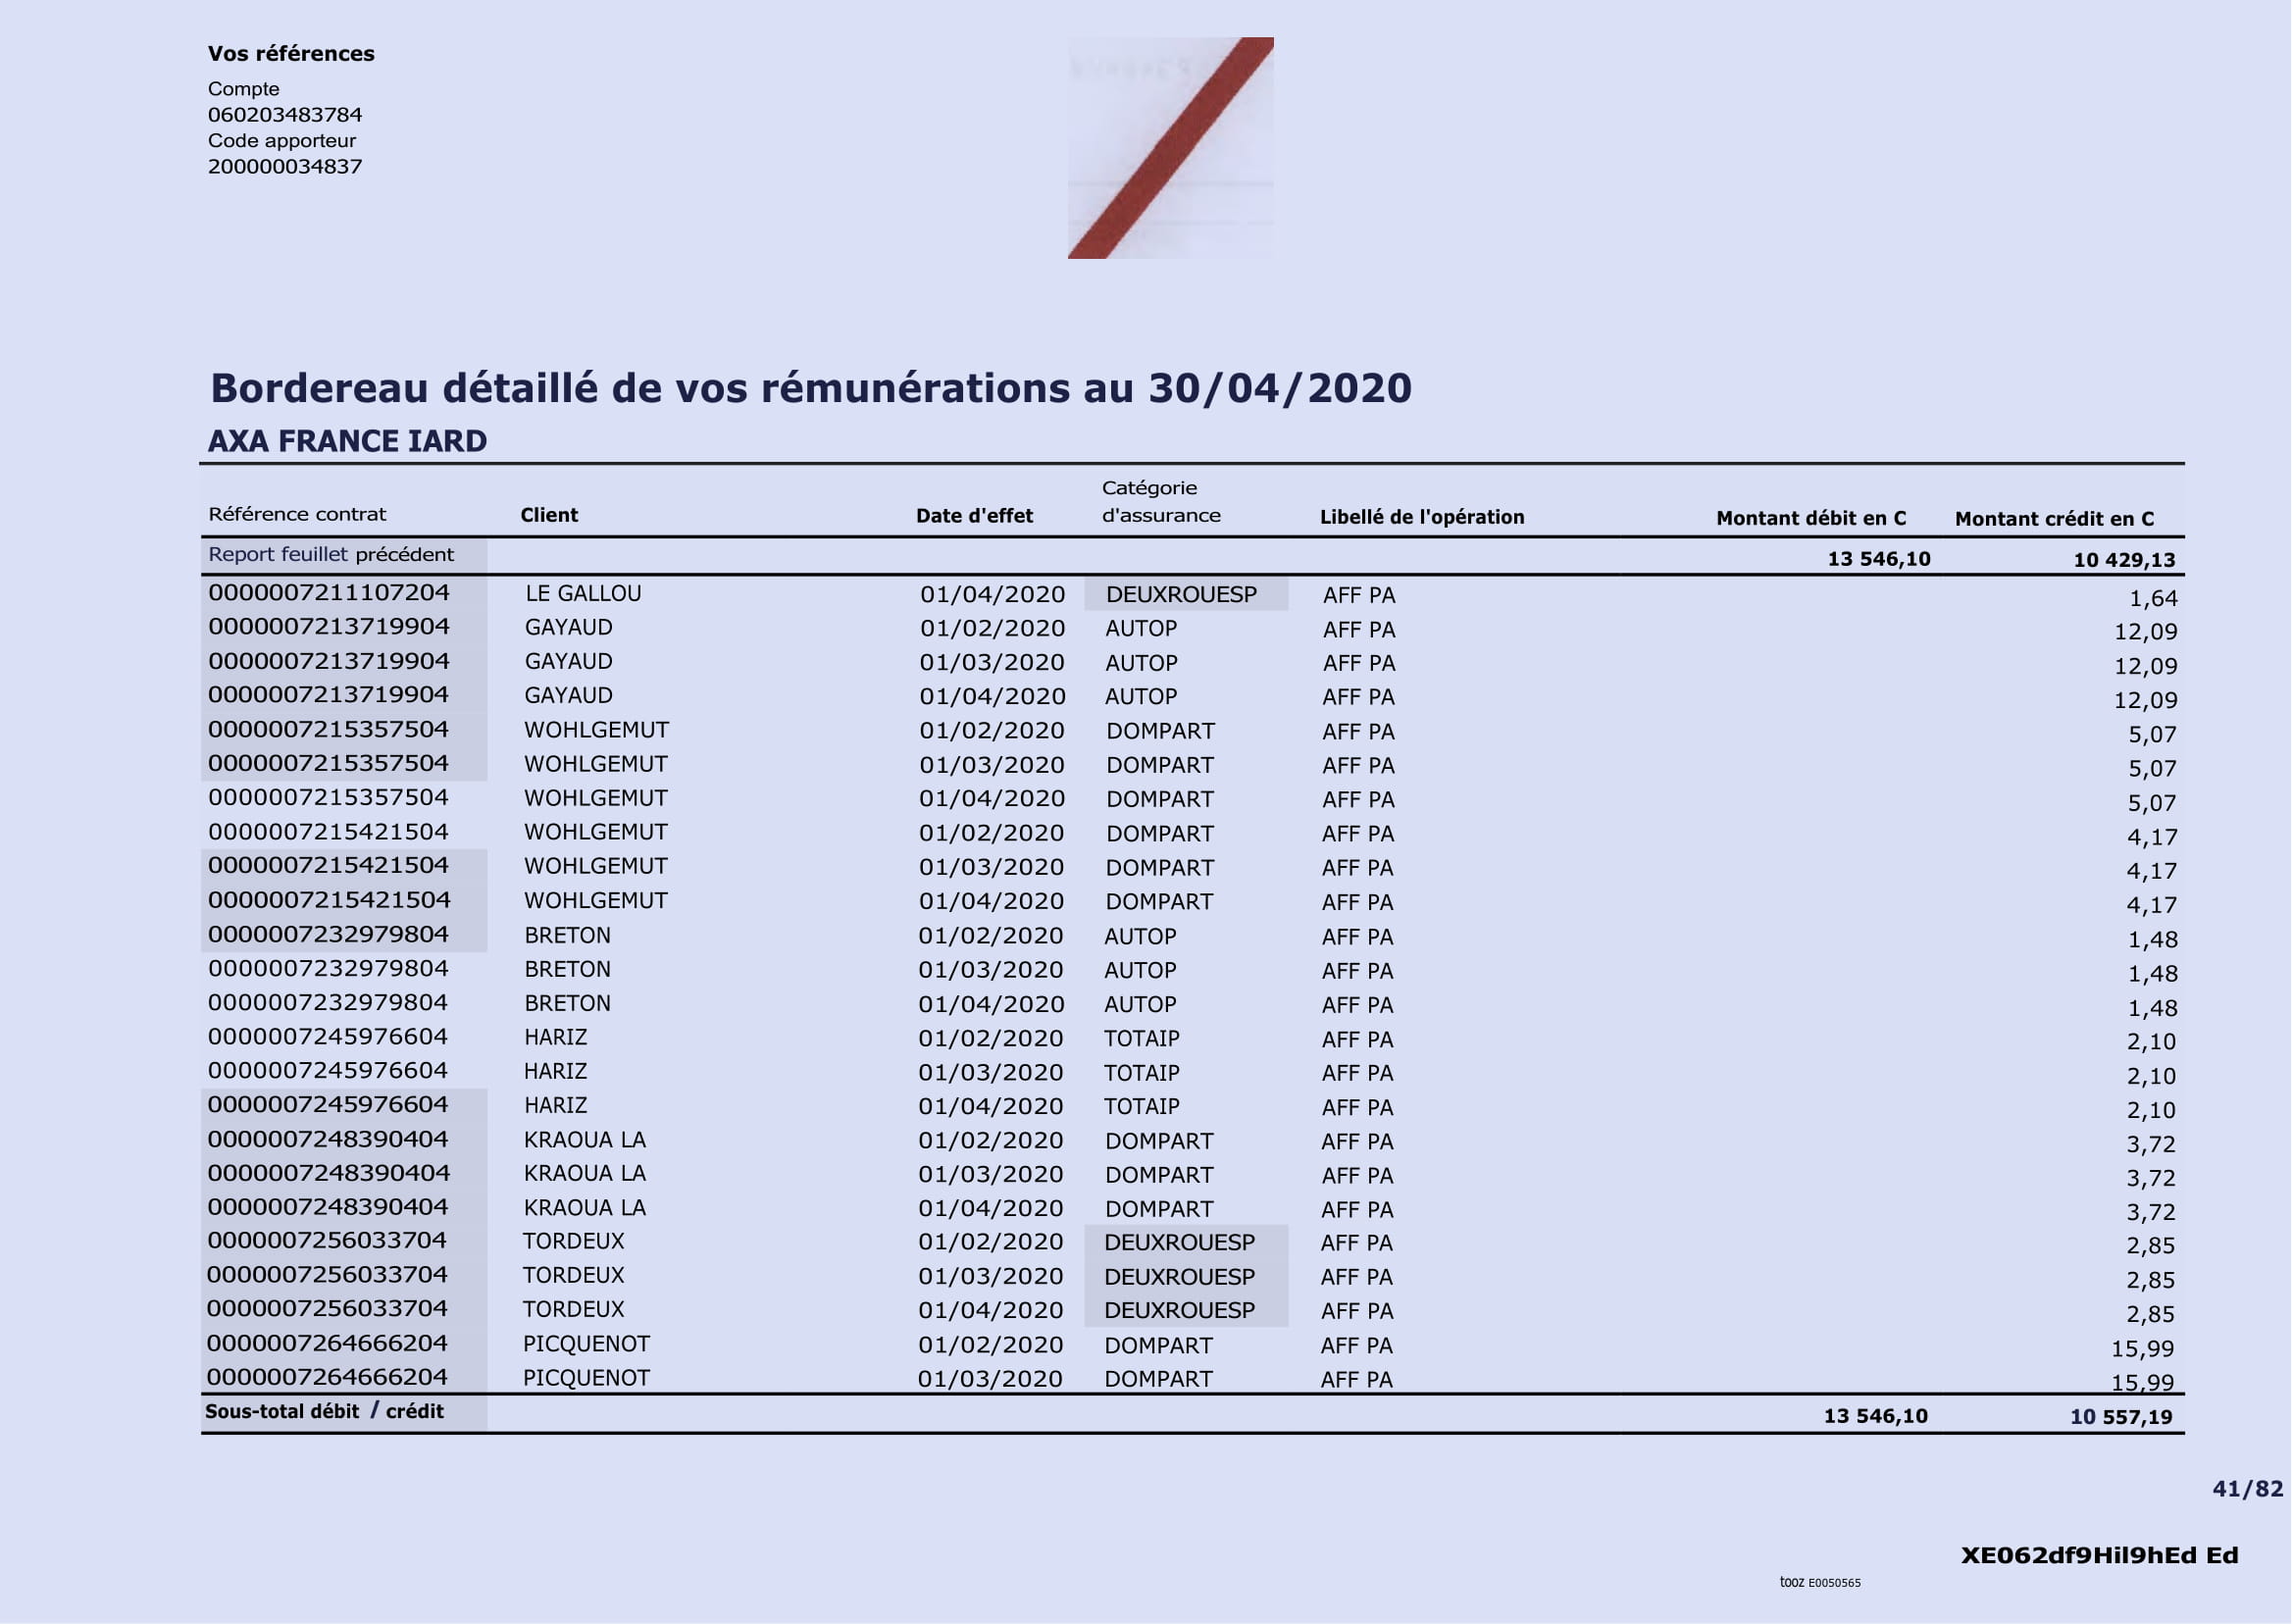 Vos références
Compte
060203483784
Code apporteur
200000034837
Bordereau détaillé de vos rémunérations au 30/04/2020
AXA FRANCE IARD
Référence contrat Client Date d'effet Catégorie d'assurance Libellé de l'opération Montant débit en C Montant crédit en C
Report feuillet précédent 13 546,10 10 429,13
0000007211107204 LE GALLOU 01/04/2020 DEUXROUESP AFF PA 1,64
0000007213719904 GAYAUD 01/02/2020 AUTOP AFF PA 12,09
0000007213719904 GAYAUD 01/03/2020 AUTOP AFF PA 12,09
0000007213719904 GAYAUD 01/04/2020 AUTOP AFF PA 12,09
0000007215357504 WOHLGEMUT 01/02/2020 DOMPART AFF PA 5,07
0000007215357504 WOHLGEMUT 01/03/2020 DOMPART AFF PA 5,07
0000007215357504 WOHLGEMUT 01/04/2020 DOMPART AFF PA 5,07
0000007215421504 WOHLGEMUT 01/02/2020 DOMPART AFF PA 4,17
0000007215421504 WOHLGEMUT 01/03/2020 DOMPART AFF PA 4,17
0000007215421504 WOHLGEMUT 01/04/2020 DOMPART AFF PA 4,17
0000007232979804 BRETON 01/02/2020 AUTOP AFF PA 1,48
0000007232979804 BRETON 01/03/2020 AUTOP AFF PA 1,48
0000007232979804 BRETON 01/04/2020 AUTOP AFF PA 1,48
0000007245976604 HARIZ 01/02/2020 TOTAIP AFF PA 2,10
0000007245976604 HARIZ 01/03/2020 TOTAIP AFF PA 2,10
0000007245976604 HARIZ 01/04/2020 TOTAIP AFF PA 2,10
0000007248390404 KRAOUA LA 01/02/2020 DOMPART AFF PA 3,72
0000007248390404 KRAOUA LA 01/03/2020 DOMPART AFF PA 3,72
0000007248390404 KRAOUA LA 01/04/2020 DOMPART AFF PA 3,72
0000007256033704 TORDEUX 01/02/2020 DEUXROUESP AFF PA 2,85
0000007256033704 TORDEUX 01/03/2020 DEUXROUESP AFF PA 2,85
0000007256033704 TORDEUX 01/04/2020 DEUXROUESP AFF PA 2,85
0000007264666204 PICQUENOT 01/02/2020 DOMPART AFF PA 15,99
0000007264666204 PICQUENOT 01/03/2020 DOMPART AFF PA 15,99
Sous-total débit / crédit 13 546,10 10 557,19
41/82
XE062df9Hil9hEd Ed
tooz E0050565